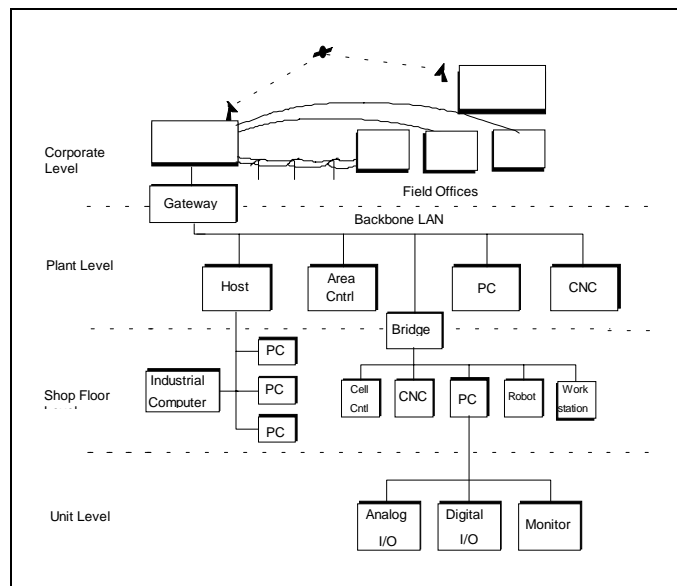 Corporate
Level
Field Offices
Gateway
Backbone LAN
Plant Level
Host
Area
Cntrl
PC
CNC
Bridge
PC
Industrial
Computer
PC
PC
Shop Floor
Cell
Cntl
CNC
PC
Robot
Work
station
Unit Level
Analog
I/O
Digital
I/O
Monitor